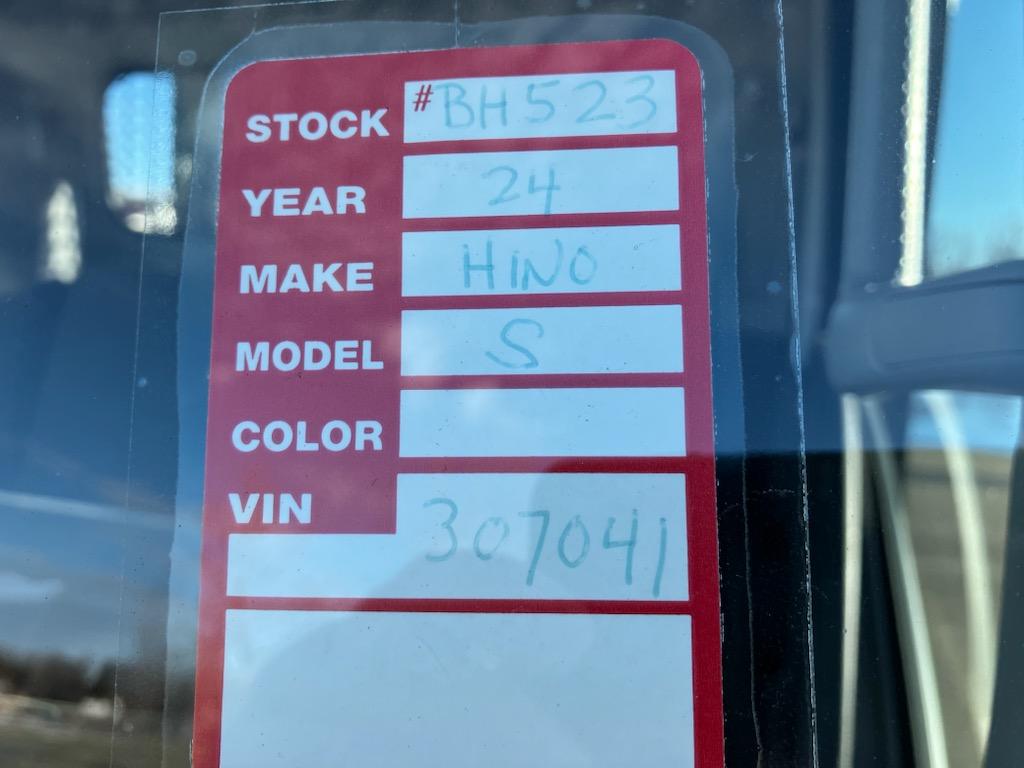 STOCK #BH523
YEAR 24
MAKE HINO
MODEL S
COLOR
VIN 307041